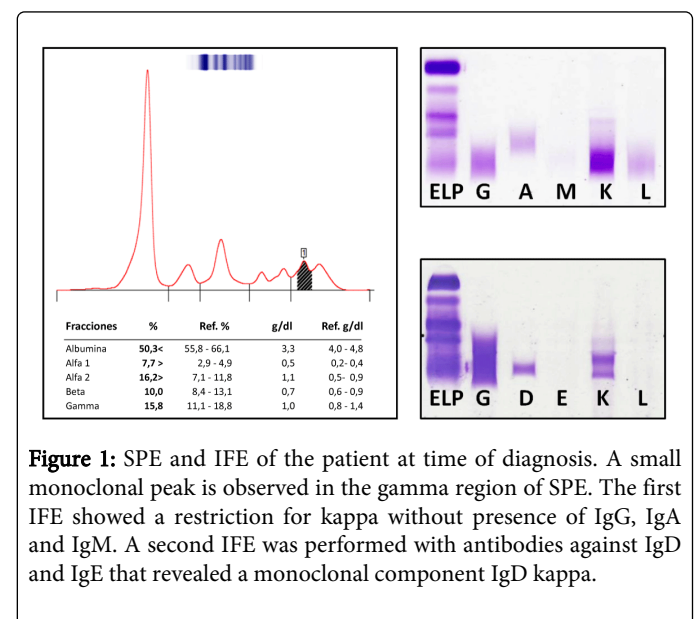 1
Fracciones % Ref. % g/dl Ref. g/dl
Albumina 50,3< 55,8 - 66,1 3,3 4,0 - 4,8
Alfa 1 7,7 > 2,9 - 4,9 0,5 0,2- 0,4
Alfa 2 16,2> 7,1 - 11,8 1,1 0,5- 0,9
Beta 10,0 8,4 - 13,1 0,7 0,6 - 0,9
Gamma 15,8 11,1 - 18,8 1,0 0,8 - 1,4
ELP G A M K L
ELP G D E K L
Figure 1: SPE and IFE of the patient at time of diagnosis. A small
monoclonal peak is observed in the gamma region of SPE. The first
IFE showed a restriction for kappa without presence of IgG, IgA
and IgM. A second IFE was performed with antibodies against IgD
and IgE that revealed a monoclonal component IgD kappa.